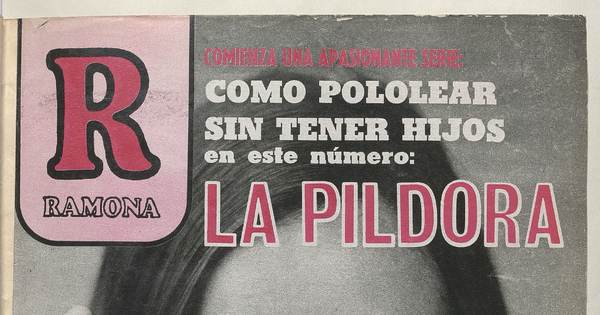 R
RAMONA
COMIENZA UNA APASIONANTE SERIE:
COMO POLOLEAR
SIN TENER HIJOS
en este número:
LA PILDORA